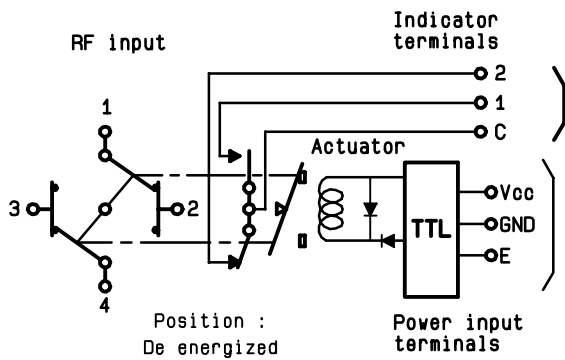 RF input
Indicator
terminals
2
1
C
1
Actuator
3
2
4
TTL
Vcc
GND
E
Position :
De energized
Power input
terminals